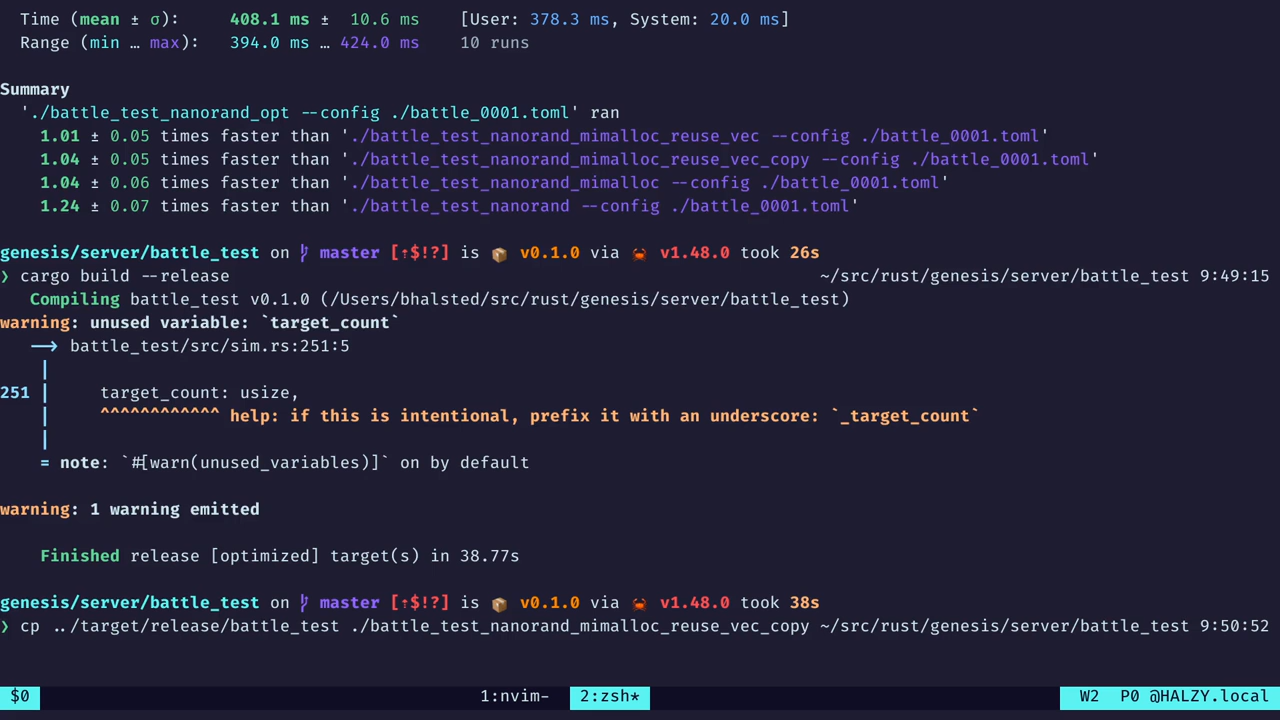 Time (mean ± σ): 408.1 ms ± 10.6 ms [User: 378.3 ms, System: 20.0 ms]
Range (min … max): 394.0 ms … 424.0 ms 10 runs
Summary
'./battle_test_nanorand_opt --config ./battle_0001.toml' ran
1.01 ± 0.05 times faster than './battle_test_nanorand_mimalloc_reuse_vec --config ./battle_0001.toml'
1.04 ± 0.05 times faster than './battle_test_nanorand_mimalloc_reuse_vec_copy --config ./battle_0001.toml'
1.04 ± 0.06 times faster than './battle_test_nanorand_mimalloc --config ./battle_0001.toml'
1.24 ± 0.07 times faster than './battle_test_nanorand --config ./battle_0001.toml'
genesis/server/battle_test on master [⇡$!?] is 📦 v0.1.0 via 🦀 v1.48.0 took 26s
❯ cargo build --release ~/src/rust/genesis/server/battle_test 9:49:15
Compiling battle_test v0.1.0 (/Users/bhalsted/src/rust/genesis/server/battle_test)
warning: unused variable: `target_count`
--> battle_test/src/sim.rs:251:5
|
251 | target_count: usize,
| ^^^^^^^^^^^^ help: if this is intentional, prefix it with an underscore: `_target_count`
|
= note: `#[warn(unused_variables)]` on by default
warning: 1 warning emitted
Finished release [optimized] target(s) in 38.77s
genesis/server/battle_test on master [⇡$!?] is 📦 v0.1.0 via 🦀 v1.48.0 took 38s
❯ cp ../target/release/battle_test ./battle_test_nanorand_mimalloc_reuse_vec_copy ~/src/rust/genesis/server/battle_test 9:50:52
$0 1:nvim- 2:zsh* W2 P0 @HALZY.local